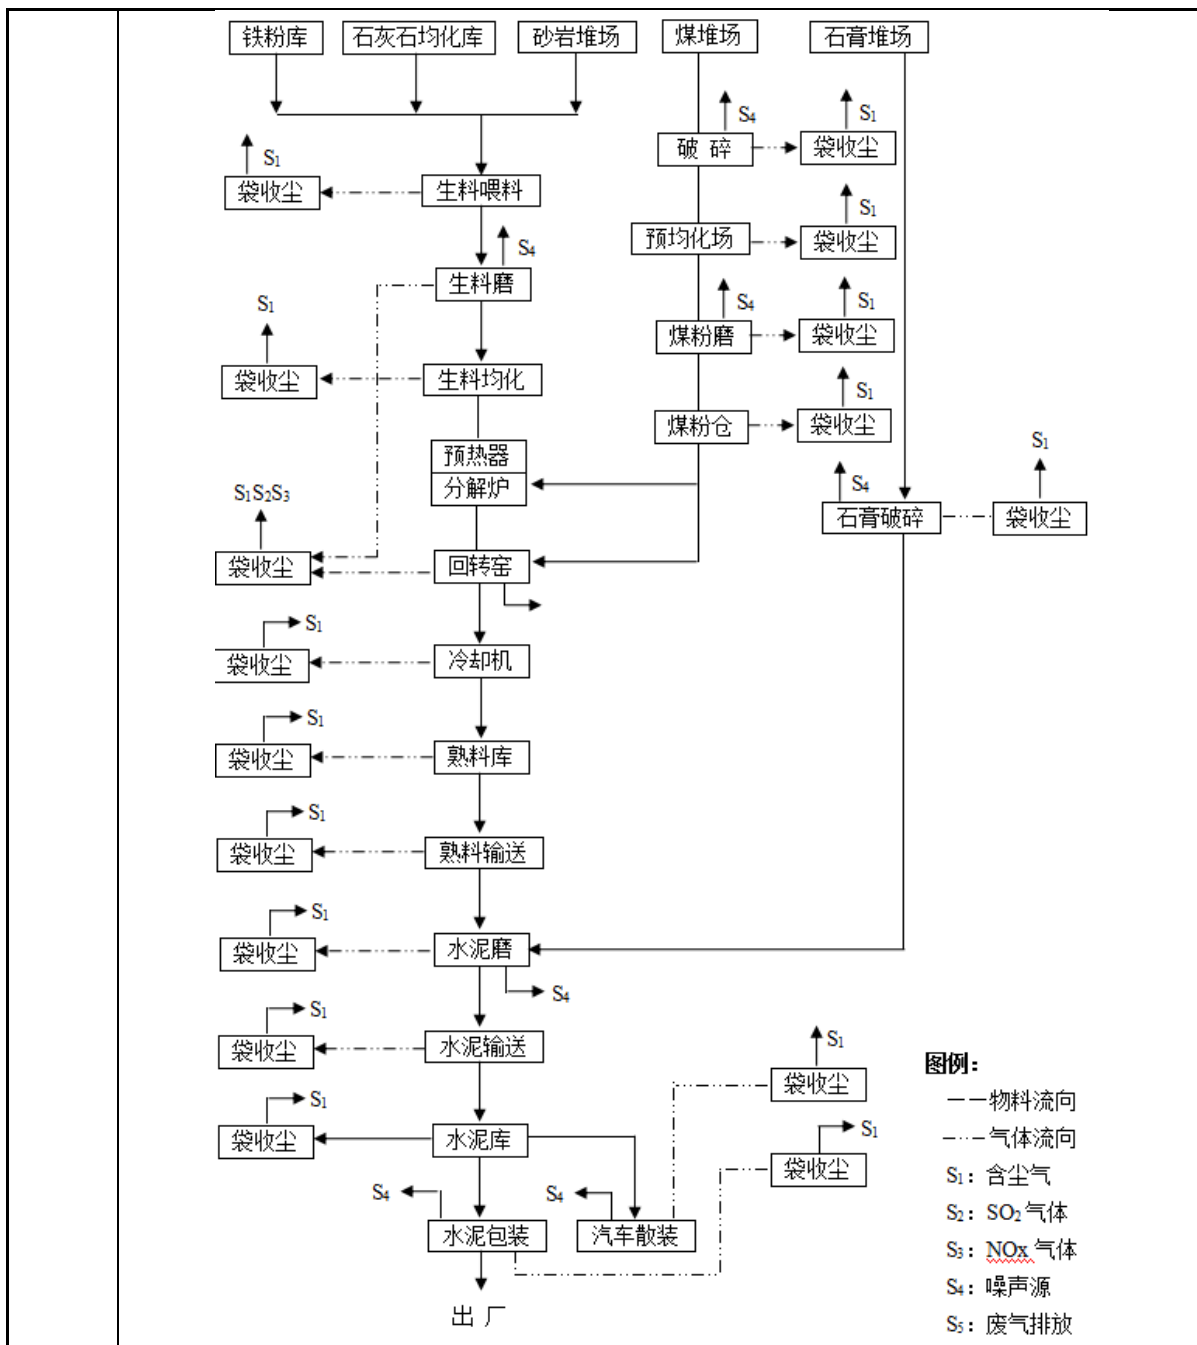 铁粉库 石灰石均化库 砂岩堆场 煤堆场 石膏堆场
S4 S1
破 碎 袋收尘
S1
袋收尘 生料喂料
S1
预均化场 袋收尘
S4
生料磨
S1
S4 S1
煤粉磨 袋收尘
袋收尘 生料均化
S1
煤粉仓 袋收尘
预热器
分解炉
S1
S4
S1S2S3
石膏破碎 袋收尘
袋收尘 回转窑
S1
袋收尘 冷却机
S1
袋收尘 熟料库
S1
袋收尘 熟料输送
S1
袋收尘 水泥磨
S4
S1
袋收尘 水泥输送
S1
袋收尘
S1
袋收尘 水泥库
S1
袋收尘
S4 S4
水泥包装 汽车散装
出 厂
图例：
物料流向
气体流向
S1：含尘气
S2：SO2 气体
S3：NOx 气体
S4：噪声源
S5：废气排放